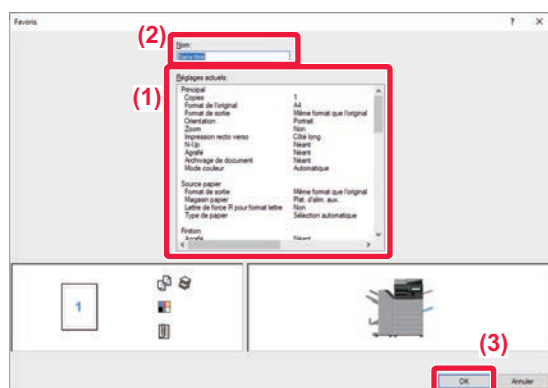 Favoris ? ×
(2)
Nom:
Sans titre
(1)
Réglages actuels:
Principal
Copies 1
Format de l'original A4
Format de sortie Même format que l'original
Orientation Portrait
Zoom Non
Impression recto verso Côté long
N-Up Néant
Agrafé Néant
Archivage de document Néant
Mode couleur Automatique
Source papier
Format de sortie Même format que l'original
Magasin papier Plat. d'alim. aux.
Lettre de force R pour format lettre Non
Type de papier Sélection automatique
Finition
Agrafé Néant
1
(3)
OK Annuler